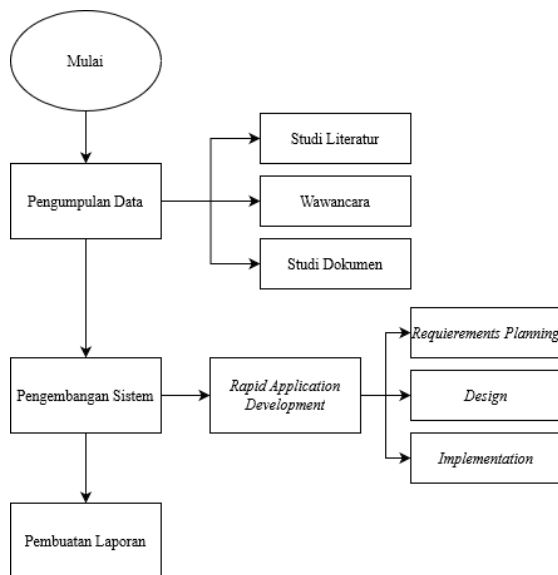 Mulai
Pengumpulan Data
Studi Literatur
Wawancara
Studi Dokumen
Pengembangan Sistem
Rapid Application
Development
Requierements Planning
Design
Implementation
Pembuatan Laporan